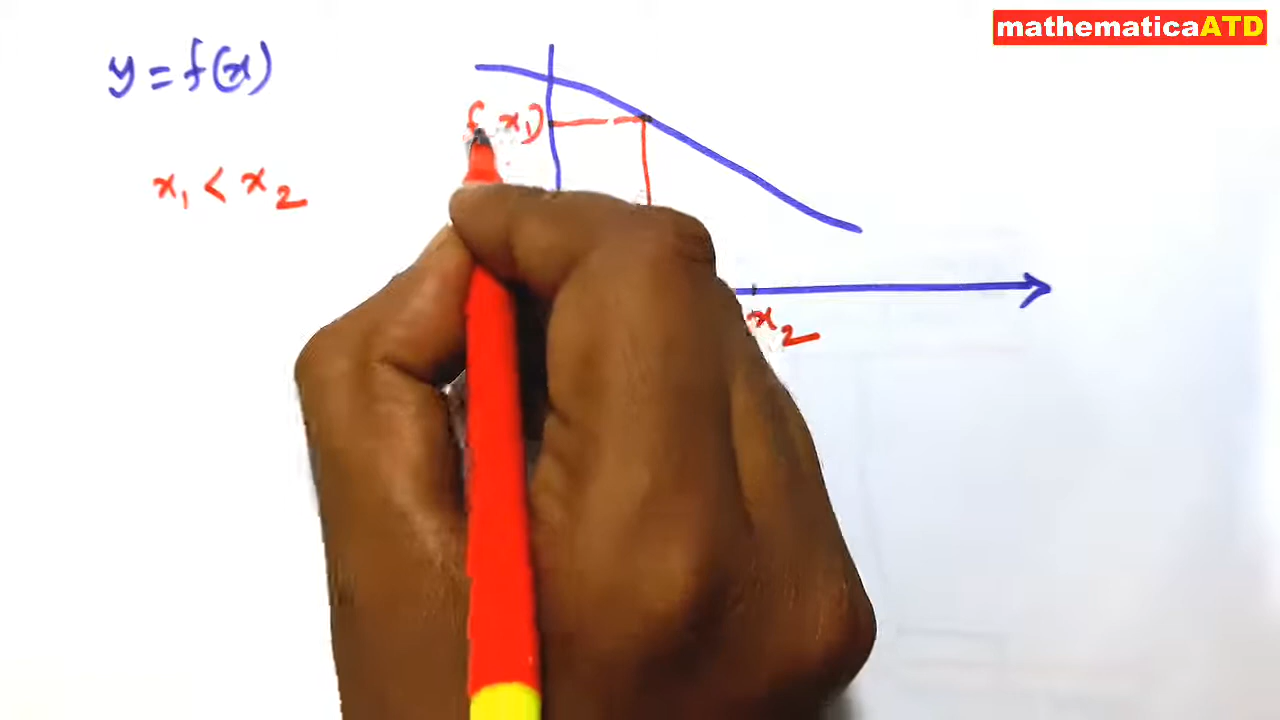 mathematicaATD
y = f(x)
f(x1)
x1 < x2
x2